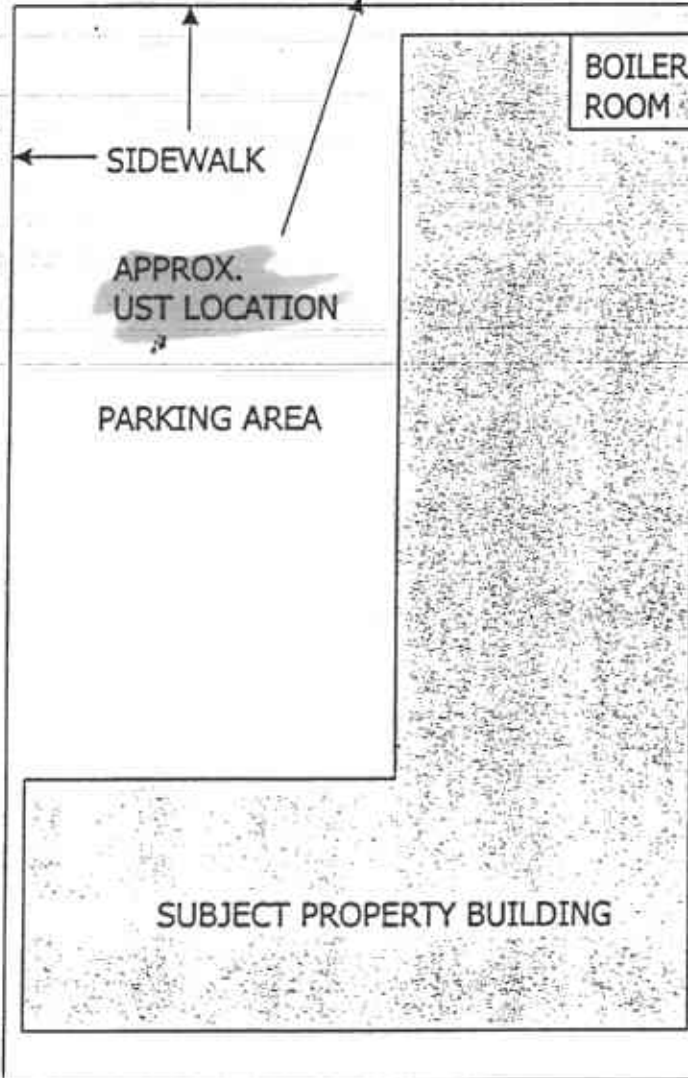 BOILER
ROOM
SIDEWALK
APPROX.
UST LOCATION
PARKING AREA
SUBJECT PROPERTY BUILDING